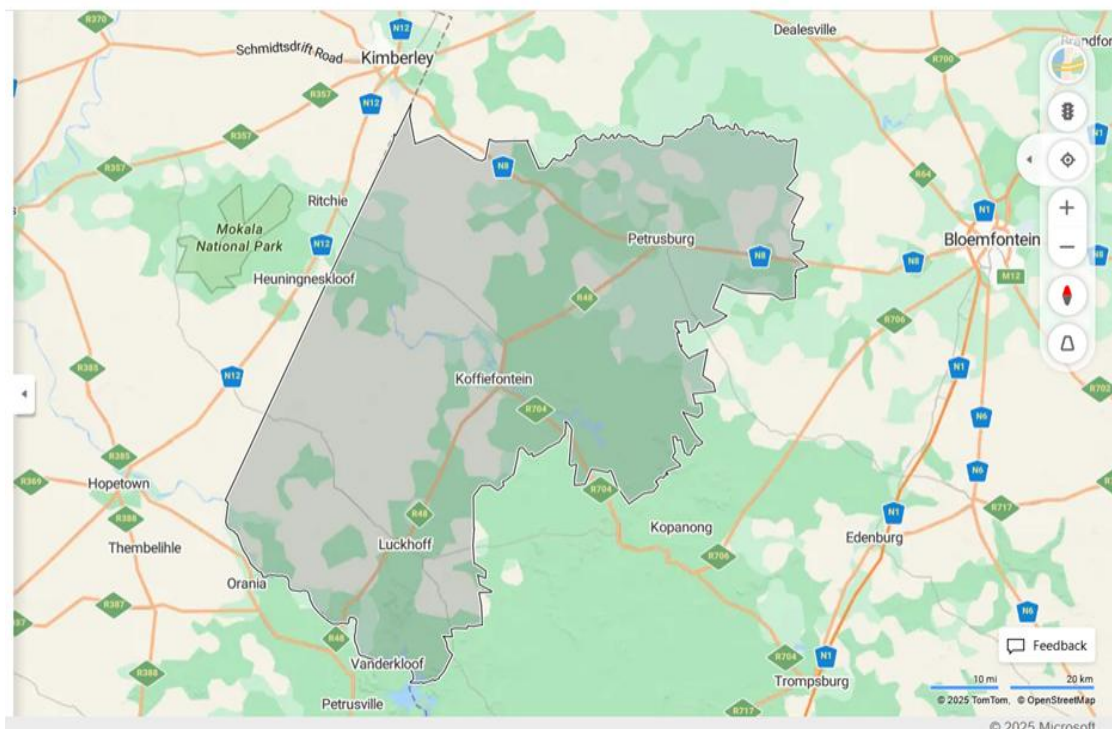 R370
N12
Dealesville
Schmidtsdrift Road
Kimberley
R700
R357
N12
R357
N1
R357
N8
R64
Ritchie
N1
Mokala
National Park
N12
Petrusburg
Bloemfontein
N8
N8
N8
Heuningneskloof
M12
R48
R706
R385
N12
Koffiefontein
N1
R702
R704
N6
R385
Hopetown
R369
R704
N6
R717
R388
R48
N1
Kopanong
Thembelihle
Luckhoff
R706
Edenburg
Orania
R387
N6
R48
Feedback
Vanderkloof
R704
N1
R388
Trompsburg
10 mi
20 km
Petrusville
R717
© 2025 TomTom, © OpenStreetMap
© 2025 Microsoft